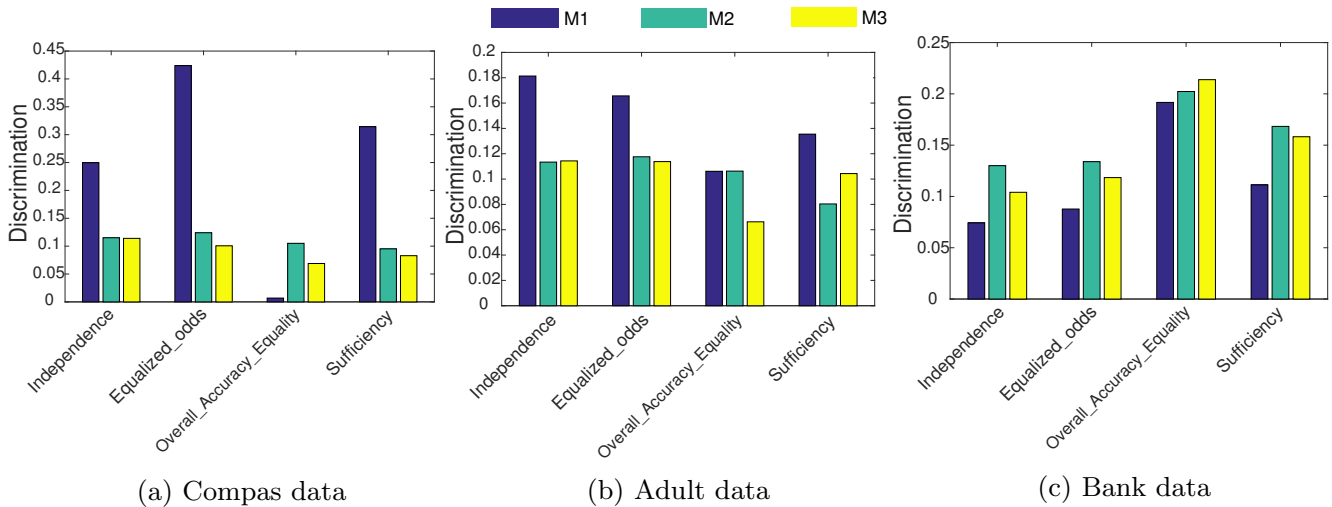 M1 M2 M3
0.45
0.4
0.35
0.3
0.25
0.2
0.15
0.1
0.05
0
Discrimination
Independence
Equalized_odds
Overall_Accuracy_Equality
Sufficiency
(a) Compas data
0.2
0.18
0.16
0.14
0.12
0.1
0.08
0.06
0.04
0.02
0
Discrimination
Independence
Equalized_odds
Overall_Accuracy_Equality
Sufficiency
(b) Adult data
0.25
0.2
0.15
0.1
0.05
0
Discrimination
Independence
Equalized_odds
Overall_Accuracy_Equality
Sufficiency
(c) Bank data